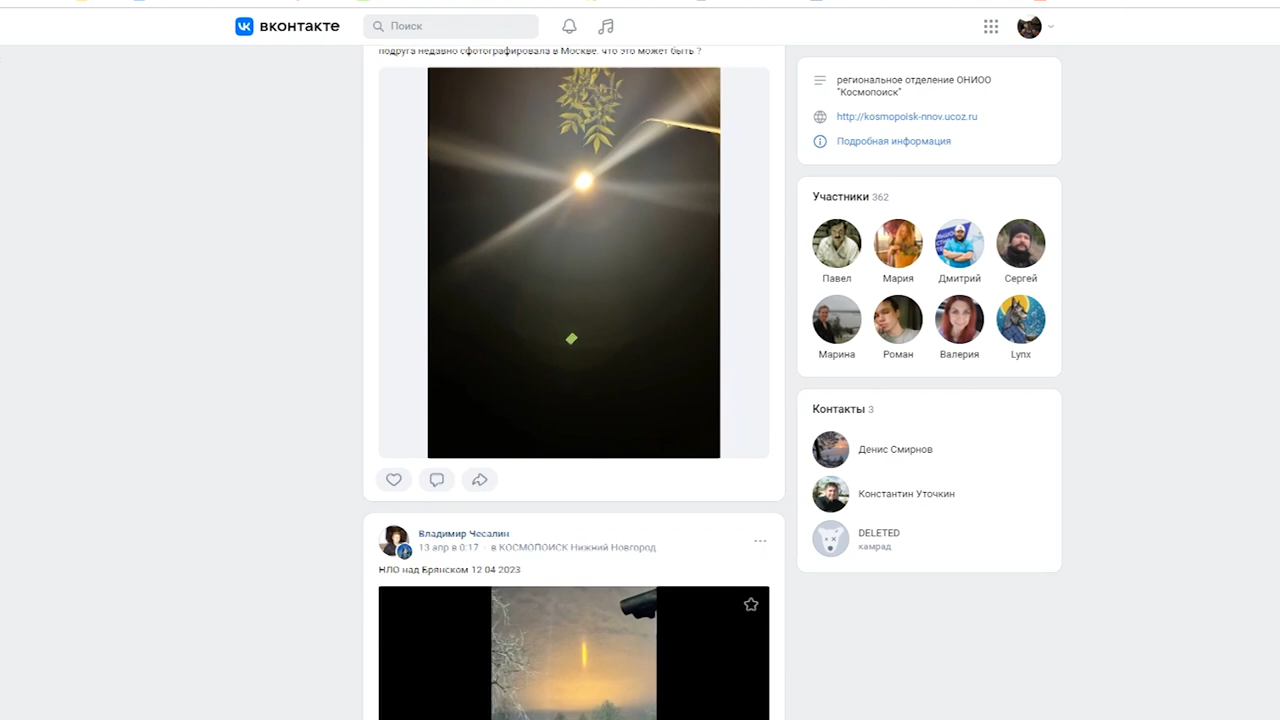 вконтакте
Поиск
подруга недавно сфотографировала в Москве. что это может быть ?
региональное отделение ОНИОО
"Космопоиск"
http://kosmopoisk-nnov.ucoz.ru
Подробная информация
Участники 362
Павел
Мария
Дмитрий
Сергей
Марина
Роман
Валерия
Lynx
Контакты 3
Денис Смирнов
Константин Уточкин
DELETED
камрад
Владимир Чесалин
13 апр в 0:17 · в КОСМОПОИСК Нижний Новгород
НЛО над Брянском 12 04 2023